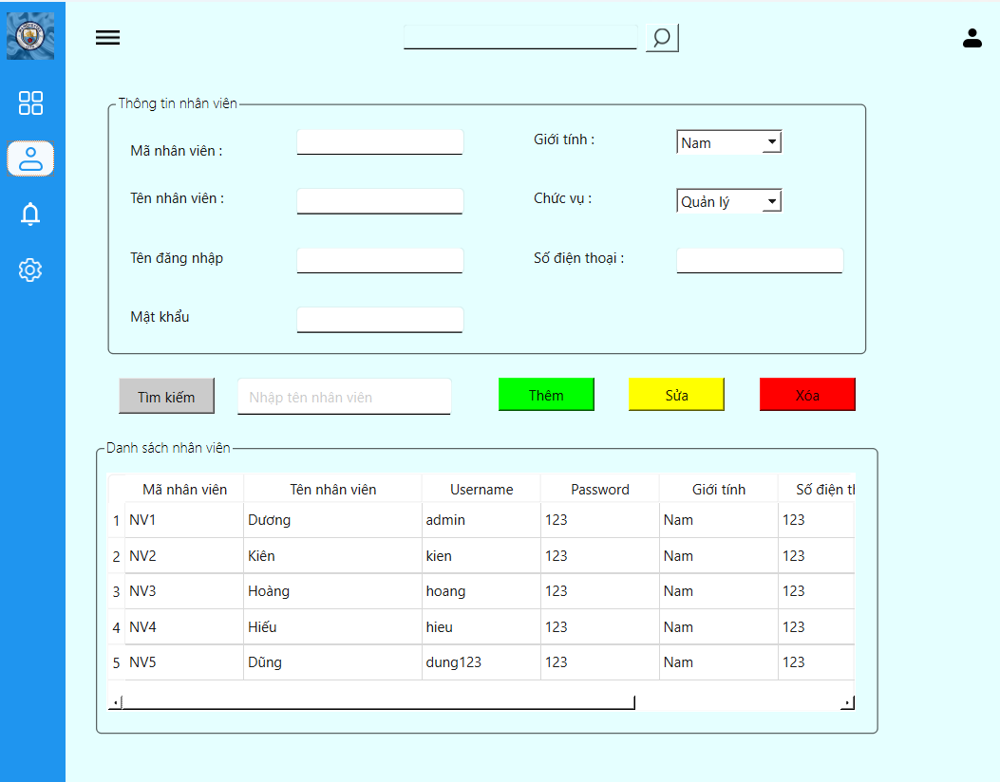 Thông tin nhân viên
Mã nhân viên :
Giới tính :
Nam
Tên nhân viên :
Chức vụ :
Quản lý
Tên đăng nhập
Số điện thoại :
Mật khẩu
Tìm kiếm
Nhập tên nhân viên
Thêm
Sửa
Xóa
Danh sách nhân viên
Mã nhân viên Tên nhân viên Username Password Giới tính Số điện tl
1 NV1 Dương admin 123 Nam 123
2 NV2 Kiên kien 123 Nam 123
3 NV3 Hoàng hoang 123 Nam 123
4 NV4 Hiếu hieu 123 Nam 123
5 NV5 Dũng dung123 123 Nam 123